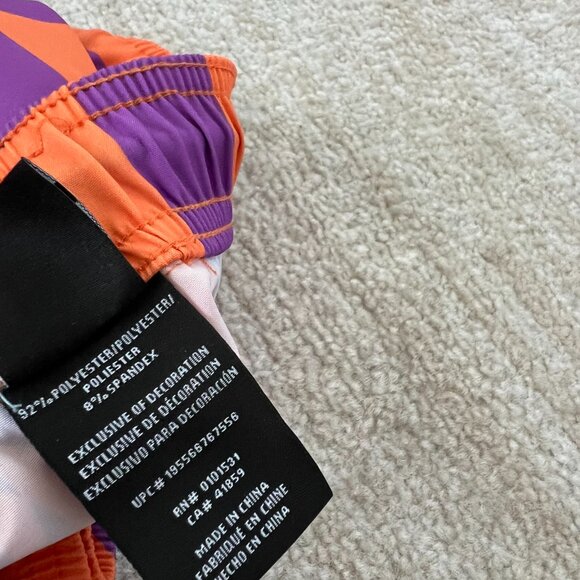 92% POLYESTER/POLYESTER/
POLIESTER
8% SPANDEX
EXCLUSIVE OF DECORATION
EXCLUSIVE DE DÉCORATION
EXCLUSIVO PARA DECORACIÓN
UPC# 195566767556
RN# 0101531
CA# 41859
MADE IN CHINA
FABRIQUÉ EN CHINE
HECHO EN CHINA